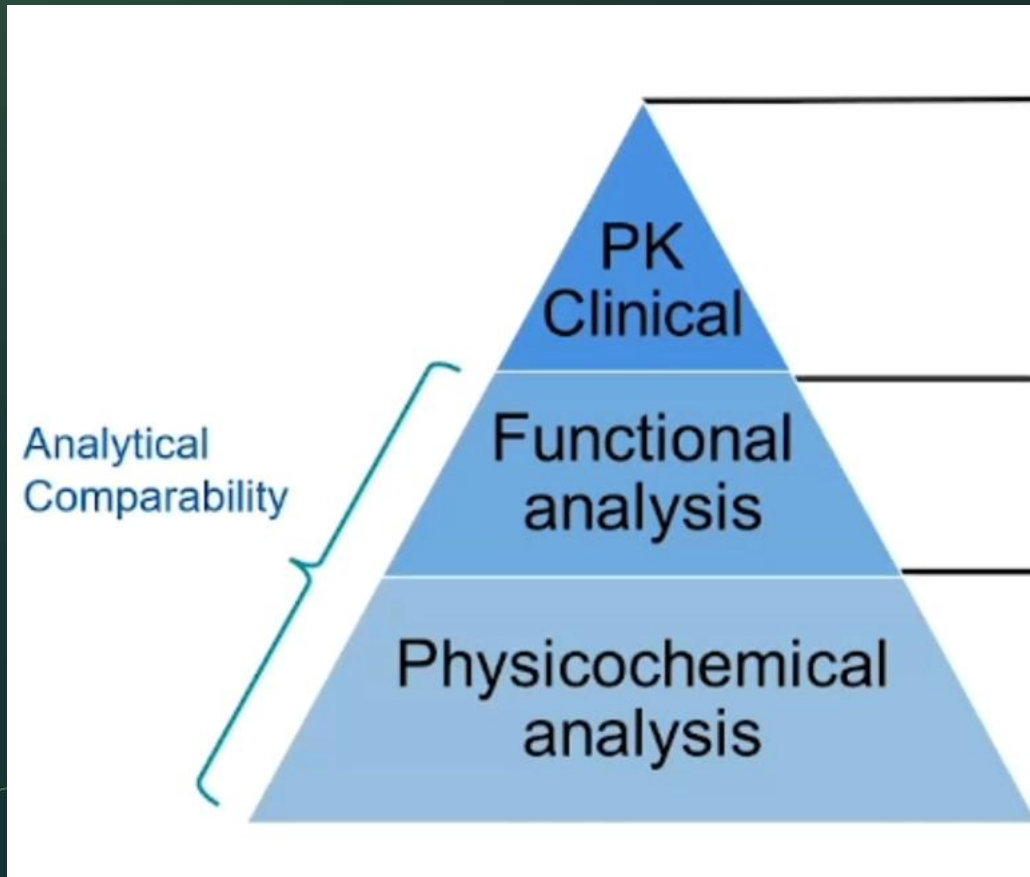 PK
Clinical
Analytical
Comparability
Functional
analysis
Physicochemical
analysis